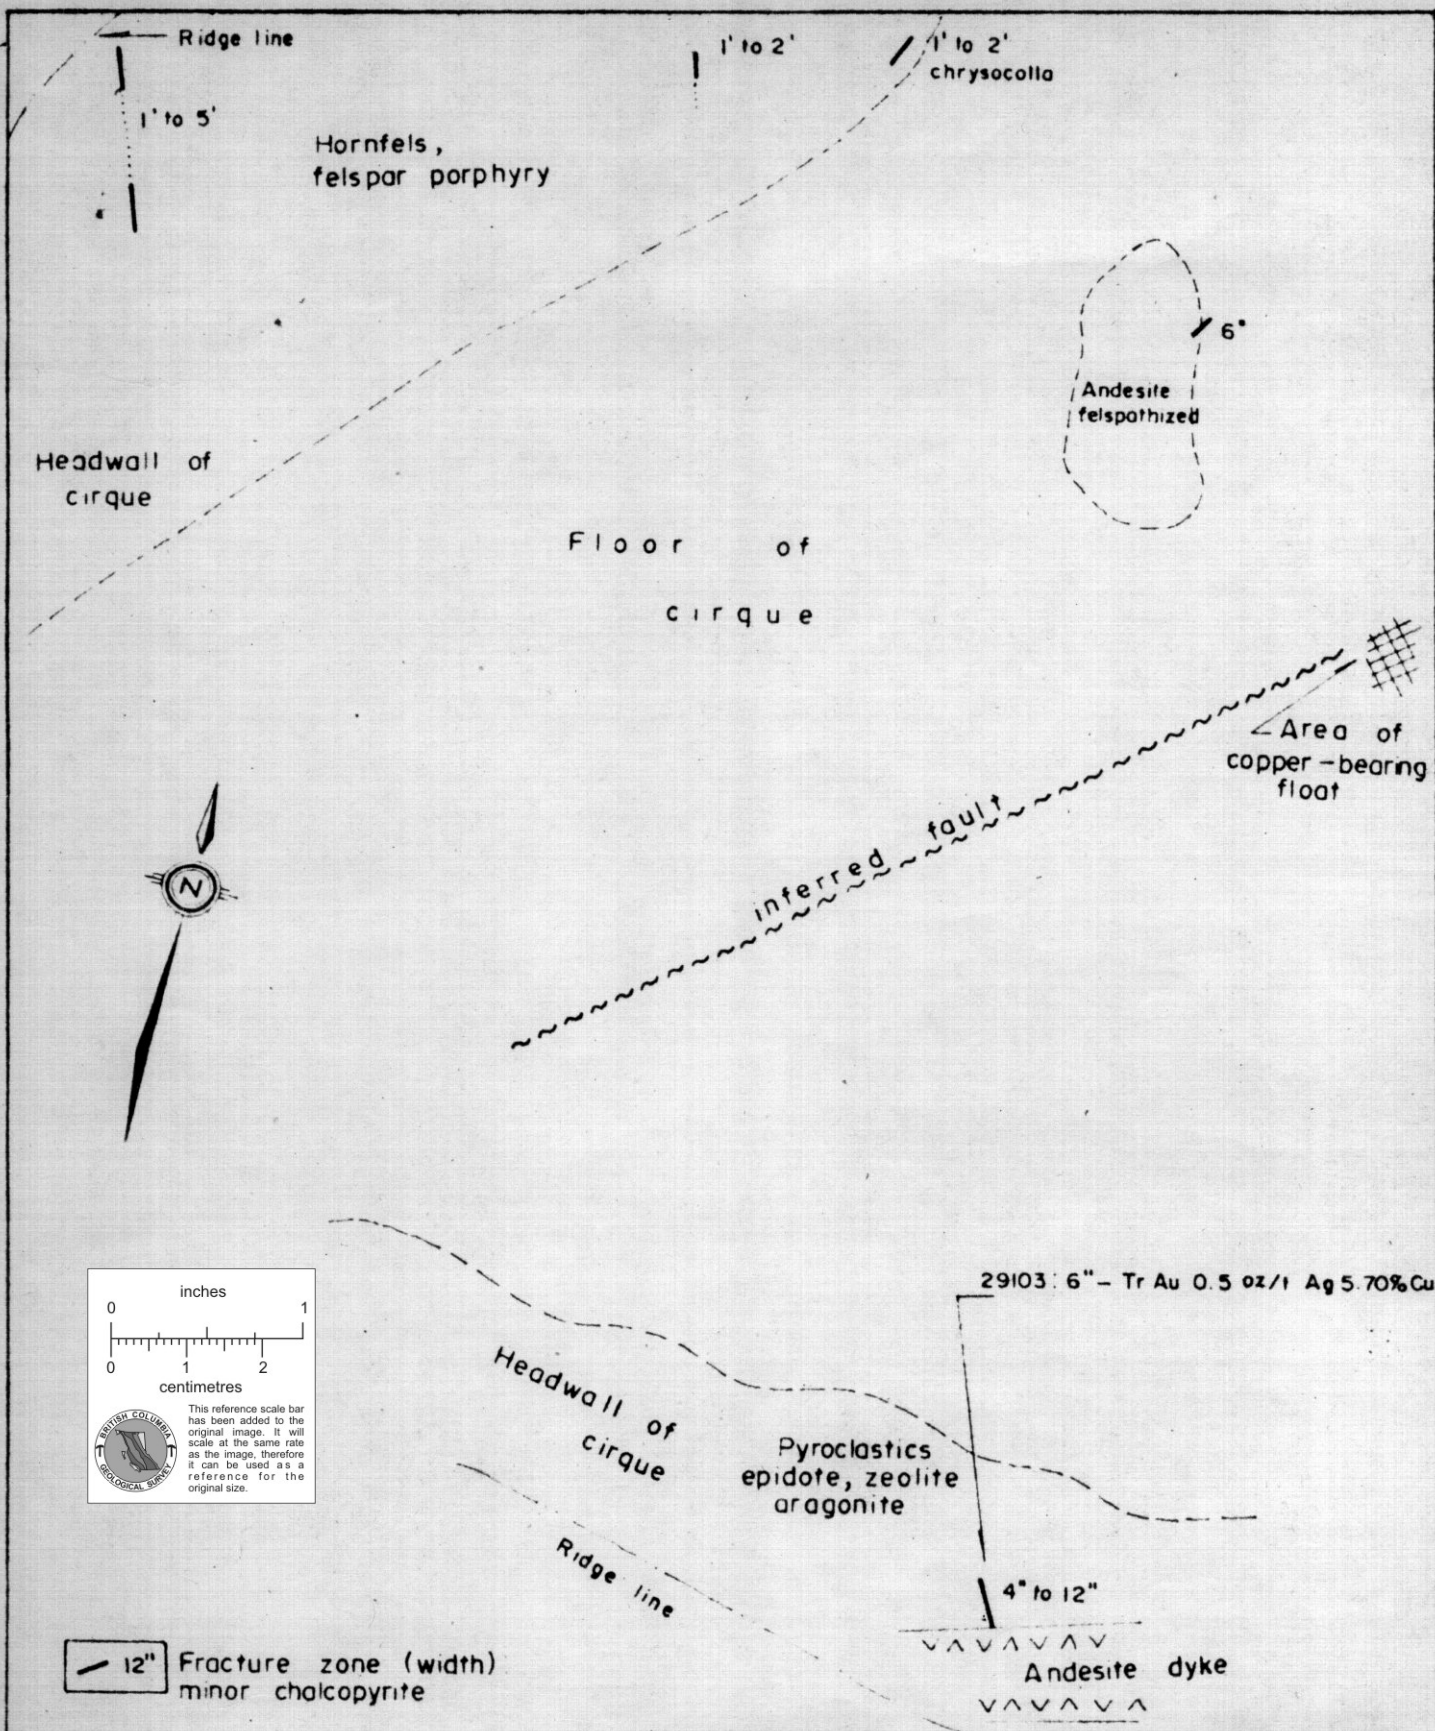 Ridge line
1' to 5'
1' to 2'
1' to 2'
chrysocolla
Hornfels,
felspar porphyry
6"
Andesite
felspathized
Headwall of
cirque
Floor of
cirque
Area of
copper-bearing
float
inferred fault
N
inches
0 1
0 1 2
centimetres
This reference scale bar
has been added to the
original image. It will
scale at the same rate
as the image, therefore
it can be used as a
reference for the
original size.
BRITISH COLUMBIA
GEOLOGICAL SURVEY
29103: 6" - Tr Au 0.5 oz/t Ag 5.70% Cu
Headwall of
cirque
Pyroclastics
epidote, zeolite
aragonite
Ridge line
4" to 12"
Andesite dyke
12" Fracture zone (width)
minor chalcopyrite